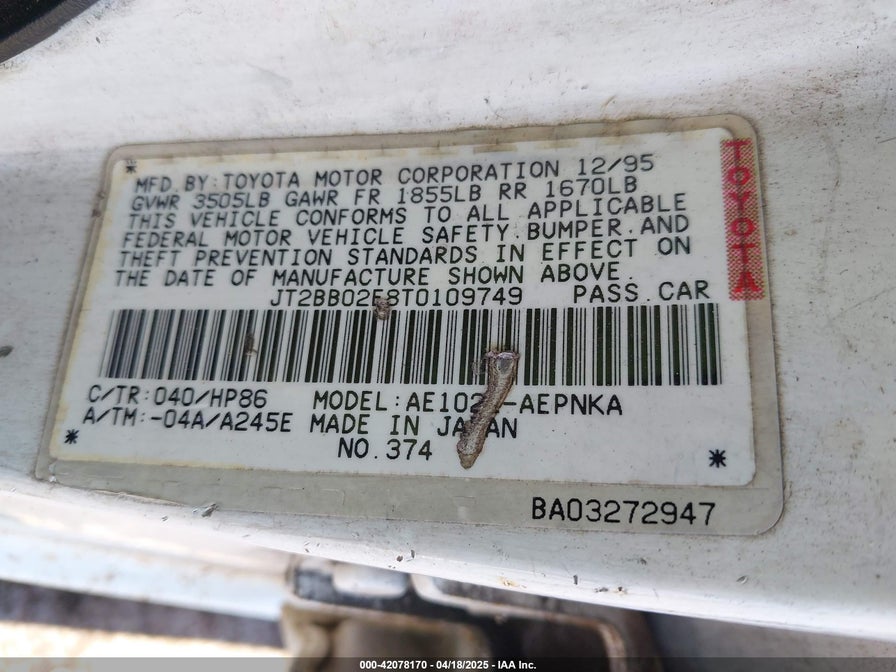 * MFD.BY:TOYOTA MOTOR CORPORATION 12/95
GVWR 3505LB GAWR FR 1855LB RR 1670LB
THIS VEHICLE CONFORMS TO ALL APPLICABLE
FEDERAL MOTOR VEHICLE SAFETY.BUMPER.AND
THEFT PREVENTION STANDARDS IN EFFECT ON
THE DATE OF MANUFACTURE SHOWN ABOVE.
JT2BB02E8T0109749 PASS.CAR
TOYOTA
C/TR:040/HP86 MODEL:
A/TM:-04A/A245E MADE IN JAPAN
* NO.374 *
BA03272947
000-42078170 - 04/18/2025 - IAA Inc.